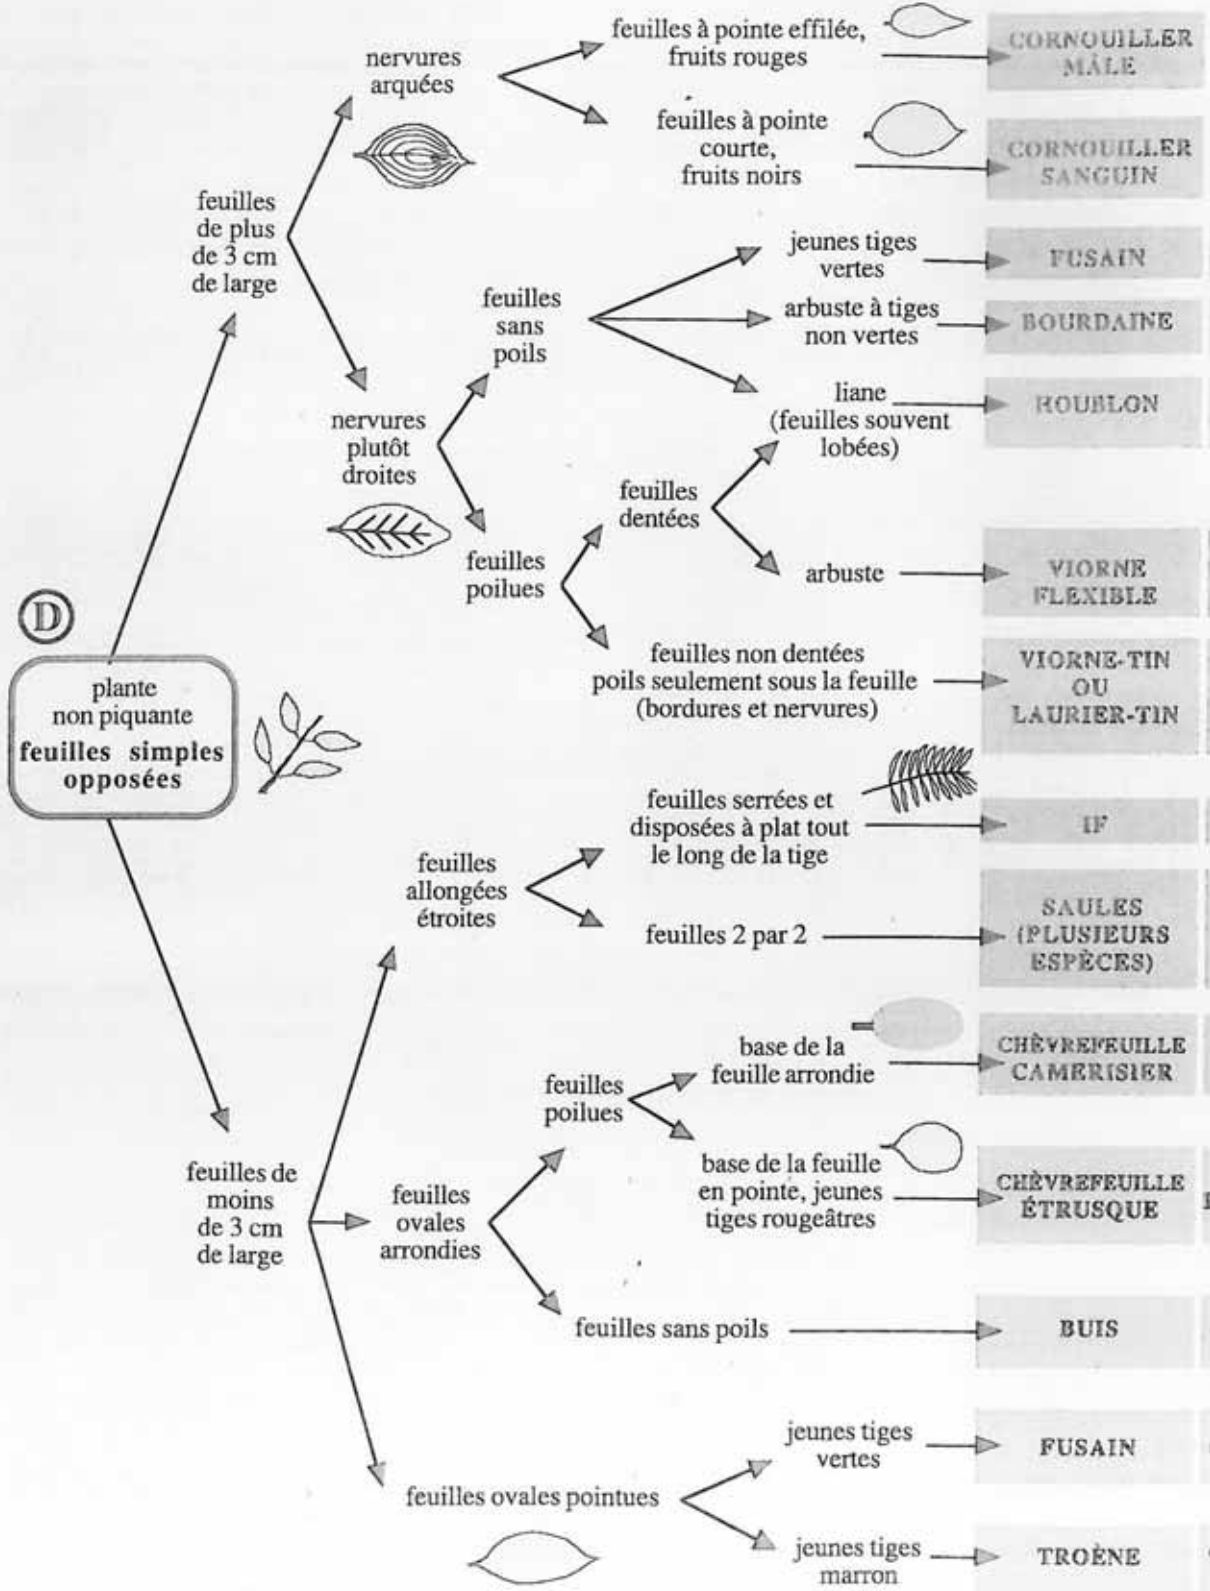 feuilles à pointe effilée,
fruits rouges
CORNOUILLER
MÂLE
nervures
arquées
feuilles à pointe
courte,
fruits noirs
CORNOUILLER
SANGUIN
feuilles
de plus
de 3 cm
de large
jeunes tiges
vertes
FUSAIN
feuilles
sans
poils
arbuste à tiges
non vertes
BOURDAINE
liane
(feuilles souvent
lobées)
HOUBLON
nervures
plutôt
droites
feuilles
dentées
feuilles
poilues
arbuste
VIORNE
FLEXIBLE
D
plante
non piquante
feuilles simples
opposées
feuilles non dentées
poils seulement sous la feuille
(bordures et nervures)
VIORNE-TIN
OU
LAURIER-TIN
feuilles serrées et
disposées à plat tout
le long de la tige
IF
feuilles
allongées
étroites
feuilles 2 par 2
SAULES
(PLUSIEURS
ESPÈCES)
base de la
feuille arrondie
CHÈVREFEUILLE
CAMERISIER
feuilles
poilues
base de la feuille
en pointe, jeunes
tiges rougeâtres
CHÈVREFEUILLE
ÉTRUSQUE
feuilles de
moins
de 3 cm
de large
feuilles
ovales
arrondies
feuilles sans poils
BUIS
jeunes tiges
vertes
FUSAIN
feuilles ovales pointues
jeunes tiges
marron
TROÈNE